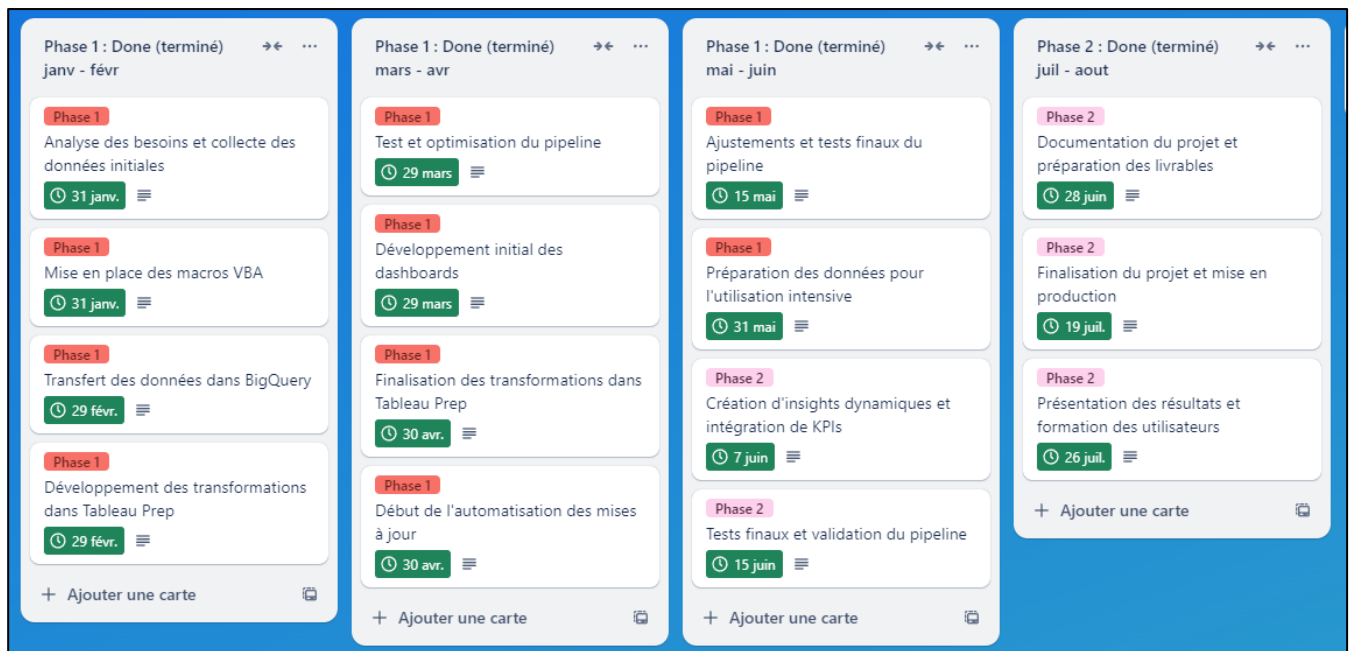 Phase 1 : Done (terminé)
janv - févr
Phase 1
Analyse des besoins et collecte des
données initiales
31 janv.
Phase 1
Mise en place des macros VBA
31 janv.
Phase 1
Transfert des données dans BigQuery
29 févr.
Phase 1
Développement des transformations
dans Tableau Prep
29 févr.
Ajouter une carte
Phase 1 : Done (terminé)
mars - avr
Phase 1
Test et optimisation du pipeline
29 mars
Phase 1
Développement initial des
dashboards
29 mars
Phase 1
Finalisation des transformations dans
Tableau Prep
30 avr.
Phase 1
Début de l'automatisation des mises
à jour
30 avr.
Ajouter une carte
Phase 1 : Done (terminé)
mai - juin
Phase 1
Ajustements et tests finaux du
pipeline
15 mai
Phase 1
Préparation des données pour
l'utilisation intensive
31 mai
Phase 2
Création d'insights dynamiques et
intégration de KPIs
7 juin
Phase 2
Tests finaux et validation du pipeline
15 juin
Ajouter une carte
Phase 2 : Done (terminé)
juil - aout
Phase 2
Documentation du projet et
préparation des livrables
28 juin
Phase 2
Finalisation du projet et mise en
production
19 juil.
Phase 2
Présentation des résultats et
formation des utilisateurs
26 juil.
Ajouter une carte